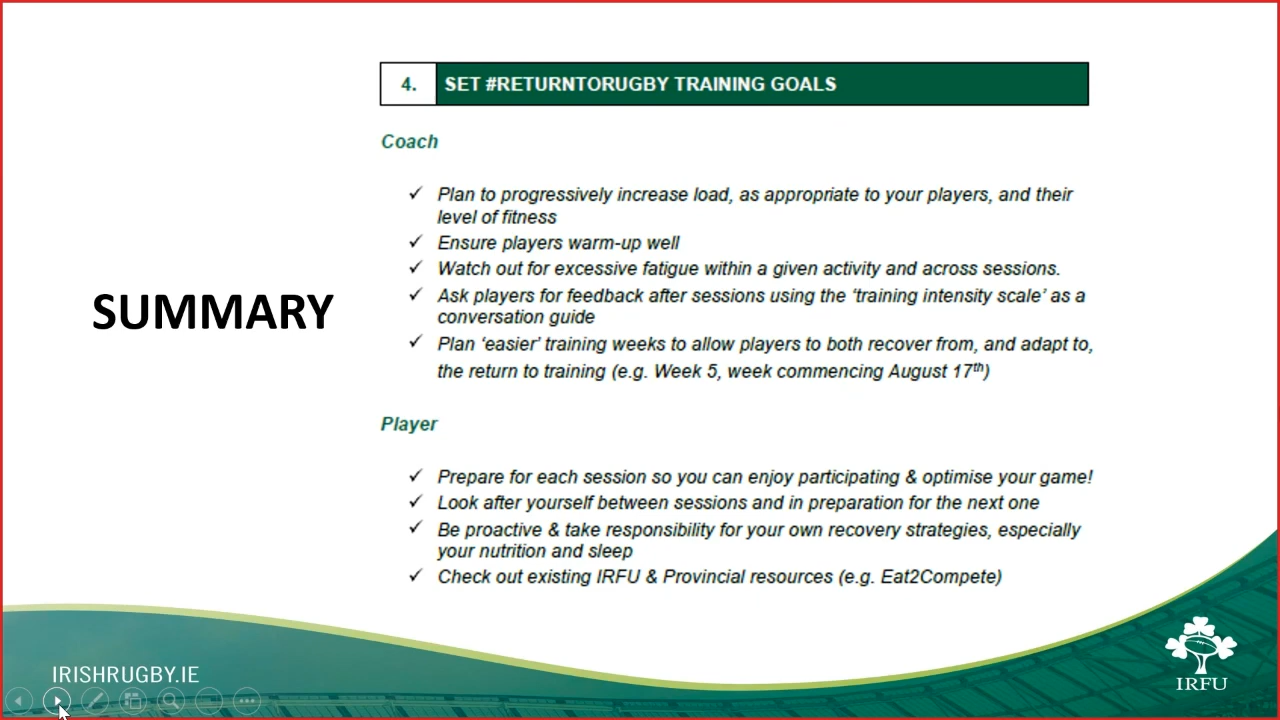 4. SET #RETURNTORUGBY TRAINING GOALS
Coach
✓ Plan to progressively increase load, as appropriate to your players, and their
level of fitness
✓ Ensure players warm-up well
✓ Watch out for excessive fatigue within a given activity and across sessions.
SUMMARY
✓ Ask players for feedback after sessions using the 'training intensity scale' as a
conversation guide
✓ Plan 'easier' training weeks to allow players to both recover from, and adapt to,
the return to training (e.g. Week 5, week commencing August 17th)
Player
✓ Prepare for each session so you can enjoy participating & optimise your game!
✓ Look after yourself between sessions and in preparation for the next one
✓ Be proactive & take responsibility for your own recovery strategies, especially
your nutrition and sleep
✓ Check out existing IRFU & Provincial resources (e.g. Eat2Compete)
IRISHRUGBY.IE
IRFU